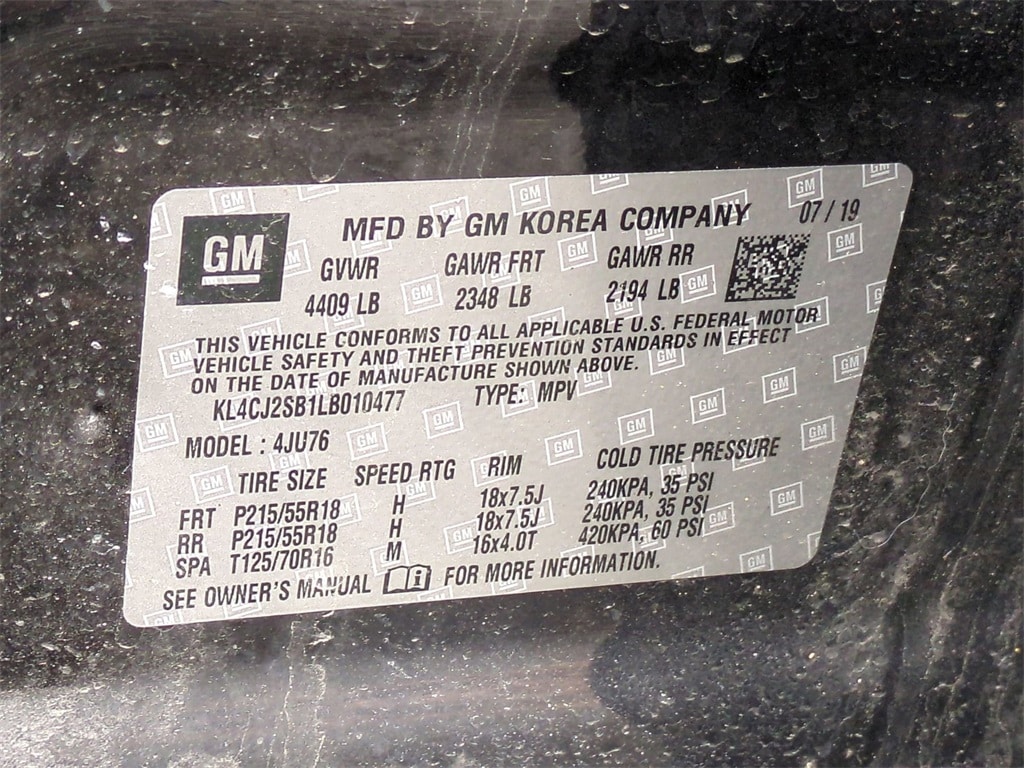 GM
MFD BY GM KOREA COMPANY 07 / 19
GVWR GAWR FRT GAWR RR
4409 LB 2348 LB 2194 LB
THIS VEHICLE CONFORMS TO ALL APPLICABLE U.S. FEDERAL MOTOR
VEHICLE SAFETY AND THEFT PREVENTION STANDARDS IN EFFECT
ON THE DATE OF MANUFACTURE SHOWN ABOVE.
KL4CJ2SB1LB010477 TYPE: MPV
MODEL : 4JU76
TIRE SIZE SPEED RTG RIM COLD TIRE PRESSURE
FRT P215/55R18 H 18x7.5J 240KPA, 35 PSI
RR P215/55R18 H 18x7.5J 240KPA, 35 PSI
SPA T125/70R16 M 16x4.0T 420KPA, 60 PSI
SEE OWNER'S MANUAL FOR MORE INFORMATION.